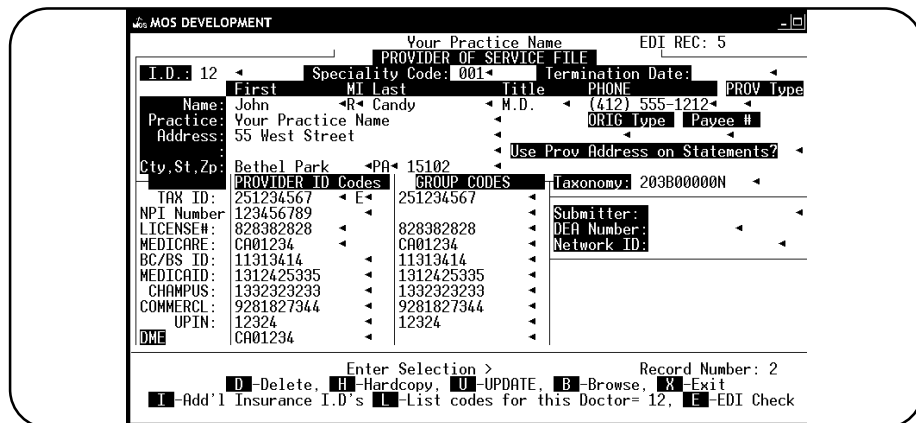 Mos MOS DEVELOPMENT
Your Practice Name EDI REC: 5
PROVIDER OF SERVICE FILE
I.D.: 12 Speciality Code: 001 Termination Date:
First MI Last Title PHONE PROV Type
Name: John R Candy M.D. (412) 555-1212
Practice: Your Practice Name ORIG Type Payee #
Address: 55 West Street
: Use Prov Address on Statements?
Cty,St,Zp: Bethel Park PA 15102
PROVIDER ID Codes GROUP CODES Taxonomy: 203B00000N
TAX ID: 251234567 E 251234567
NPI Number 123456789 Submitter:
LICENSE#: 828382828 828382828 DEA Number:
MEDICARE: CA01234 CA01234 Network ID:
BC/BS ID: 11313414 11313414
MEDICAID: 1312425335 1312425335
CHAMPUS: 1332323233 1332323233
COMMERCL: 9281827344 9281827344
UPIN: 12324 12324
DME CA01234
Enter Selection > Record Number: 2
D -Delete, H -Hardcopy, U -UPDATE, B -Browse, X -Exit
I -Add'l Insurance I.D's L -List codes for this Doctor= 12, E -EDI Check